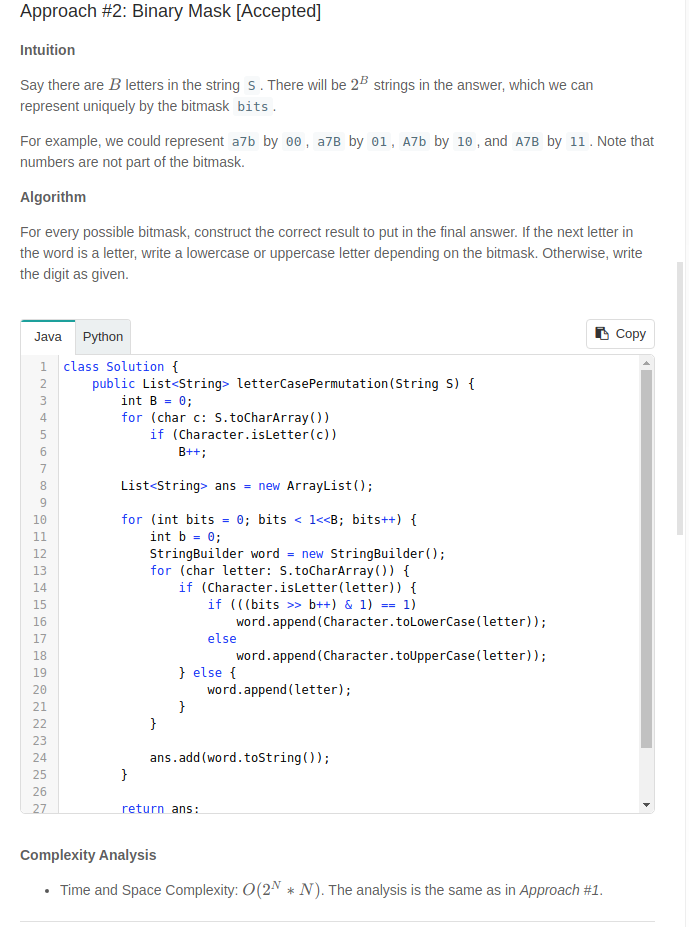 Approach #2: Binary Mask [Accepted]
Intuition
Say there are B letters in the string S . There will be 2^B strings in the answer, which we can
represent uniquely by the bitmask bits .
For example, we could represent a7b by 00 , a7B by 01 , A7b by 10 , and A7B by 11 . Note that
numbers are not part of the bitmask.
Algorithm
For every possible bitmask, construct the correct result to put in the final answer. If the next letter in
the word is a letter, write a lowercase or uppercase letter depending on the bitmask. Otherwise, write
the digit as given.
Java Python Copy
1 class Solution {
2     public List<String> letterCasePermutation(String S) {
3         int B = 0;
4         for (char c: S.toCharArray())
5             if (Character.isLetter(c))
6                 B++;
7
8         List<String> ans = new ArrayList();
9
10         for (int bits = 0; bits < 1<<B; bits++) {
11             int b = 0;
12             StringBuilder word = new StringBuilder();
13             for (char letter: S.toCharArray()) {
14                 if (Character.isLetter(letter)) {
15                     if (((bits >> b++) & 1) == 1)
16                         word.append(Character.toLowerCase(letter));
17                     else
18                         word.append(Character.toUpperCase(letter));
19                 } else {
20                     word.append(letter);
21                 }
22             }
23
24             ans.add(word.toString());
25         }
26
27         return ans;
Complexity Analysis
• Time and Space Complexity: O(2^N * N). The analysis is the same as in Approach #1.